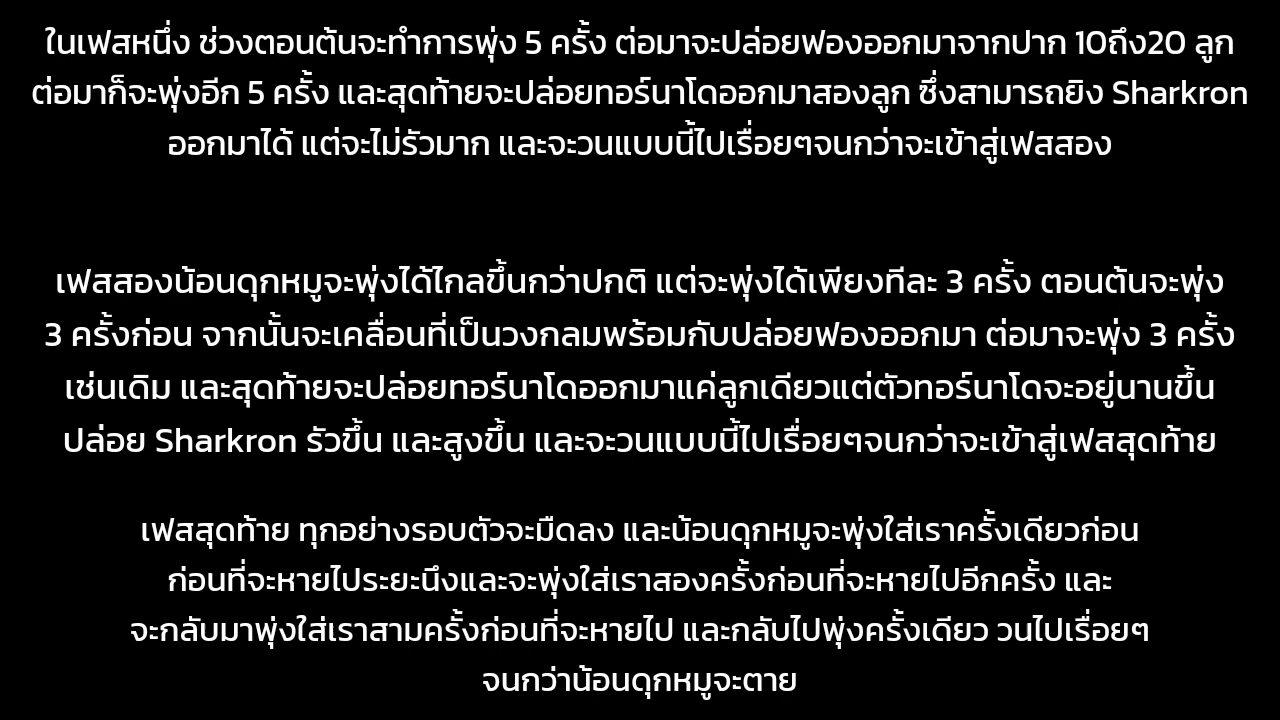 ในเฟสหนึ่ง ช่วงตอนต้นจะทำการพุ่ง 5 ครั้ง ต่อมาจะปล่อยฟองออกมาจากปาก 10ถึง20 ลูก
ต่อมาก็จะพุ่งอีก 5 ครั้ง และสุดท้ายจะปล่อยทอร์นาโดออกมาสองลูก ซึ่งสามารถยิง Sharkron
ออกมาได้ แต่จะไม่รัวมาก และจะวนแบบนี้ไปเรื่อยๆจนกว่าจะเข้าสู่เฟสสอง
เฟสสองน้อนดุกหมูจะพุ่งได้ไกลขึ้นกว่าปกติ แต่จะพุ่งได้เพียงทีละ 3 ครั้ง ตอนต้นจะพุ่ง
3 ครั้งก่อน จากนั้นจะเคลื่อนที่เป็นวงกลมพร้อมกับปล่อยฟองออกมา ต่อมาจะพุ่ง 3 ครั้ง
เช่นเดิม และสุดท้ายจะปล่อยทอร์นาโดออกมาแค่ลูกเดียวแต่ตัวทอร์นาโดจะอยู่นานขึ้น
ปล่อย Sharkron รัวขึ้น และสูงขึ้น และจะวนแบบนี้ไปเรื่อยๆจนกว่าจะเข้าสู่เฟสสุดท้าย
เฟสสุดท้าย ทุกอย่างรอบตัวจะมืดลง และน้อนดุกหมูจะพุ่งใส่เราครั้งเดียวก่อน
ก่อนที่จะหายไประยะนึงและจะพุ่งใส่เราสองครั้งก่อนที่จะหายไปอีกครั้ง และ
จะกลับมาพุ่งใส่เราสามครั้งก่อนที่จะหายไป และกลับไปพุ่งครั้งเดียว วนไปเรื่อยๆ
จนกว่าน้อนดุกหมูจะตาย